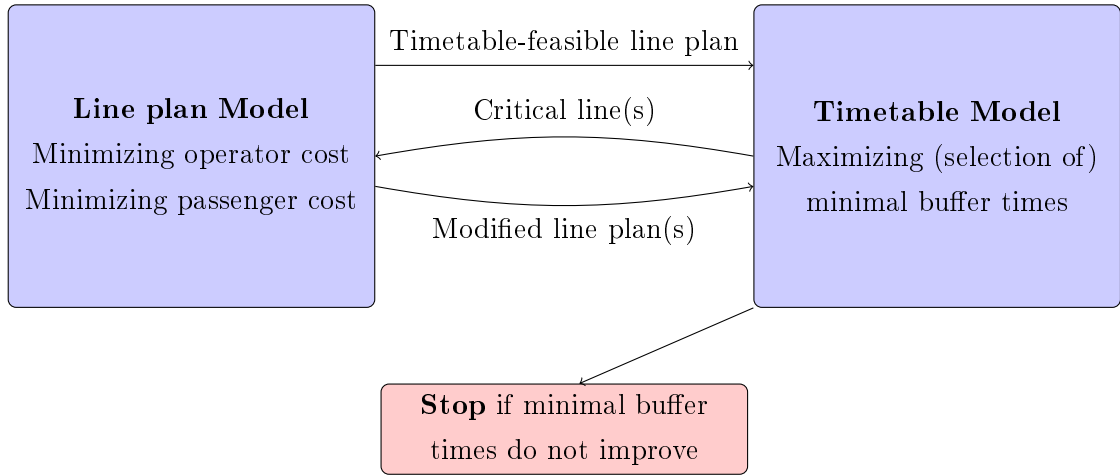 Timetable-feasible line plan
Line plan Model
Minimizing operator cost
Minimizing passenger cost
Critical line(s)
Modified line plan(s)
Timetable Model
Maximizing (selection of)
minimal buffer times
Stop if minimal buffer
times do not improve